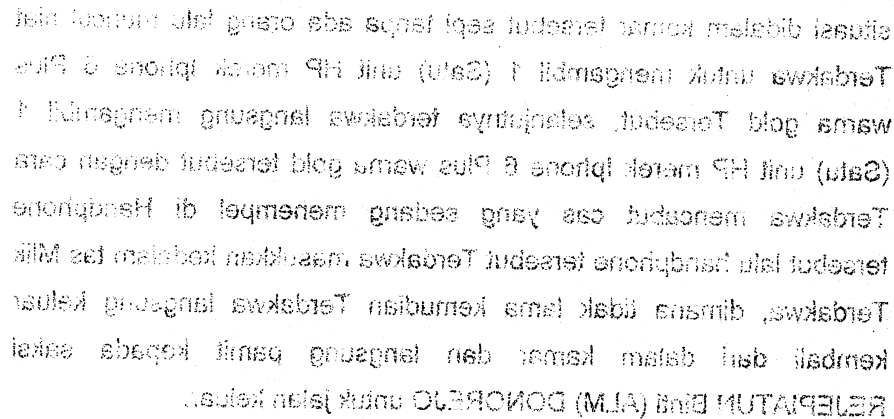 situasi didalam kamar tersebut sepi tanpa ada orang lalu muncul niat
Terdakwa untuk mengambil 1 (Satu) unit HP merek Iphone 6 Plus
warna gold Tersebut, selanjutnya terdakwa langsung mengambil 1
(Satu) unit HP merek Iphone 6 Plus warna gold tersebut dengan cara
Terdakwa mencabut cas yang sedang menempel di Handphone
tersebut lalu handphone tersebut Terdakwa masukkan kedalam tas Milik
Terdakwa, dimana tidak lama kemudian Terdakwa langsung keluar
kembali dari dalam kamar dan langsung pamit kepada saksi
REJEPIATUN Binti (ALM) DONOREJO untuk jalan keluar.